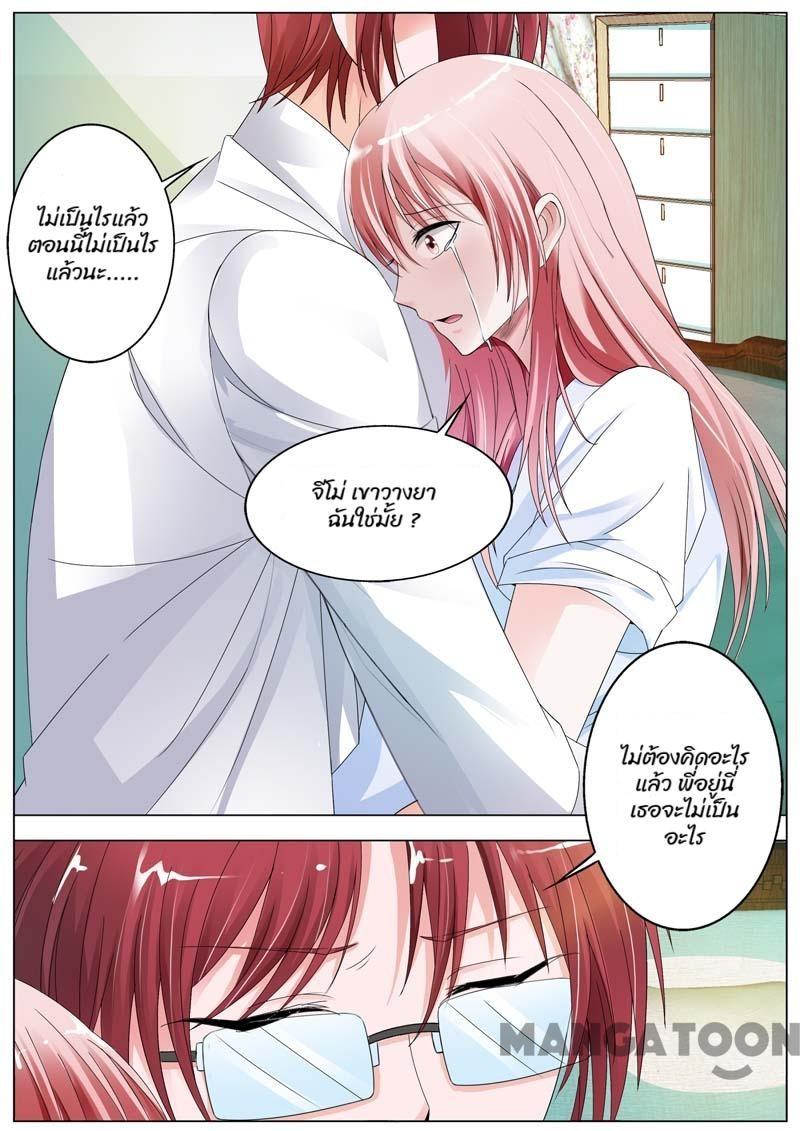 ไม่เป็นไรแล้ว
ตอนนี้ไม่เป็นไร
แล้วนะ.....
จีโม่ เขาวางยา
ฉันใช่มั้ย ?
ไม่ต้องคิดอะไร
แล้ว พี่อยู่นี่
เธอจะไม่เป็น
อะไร
MANGATOON